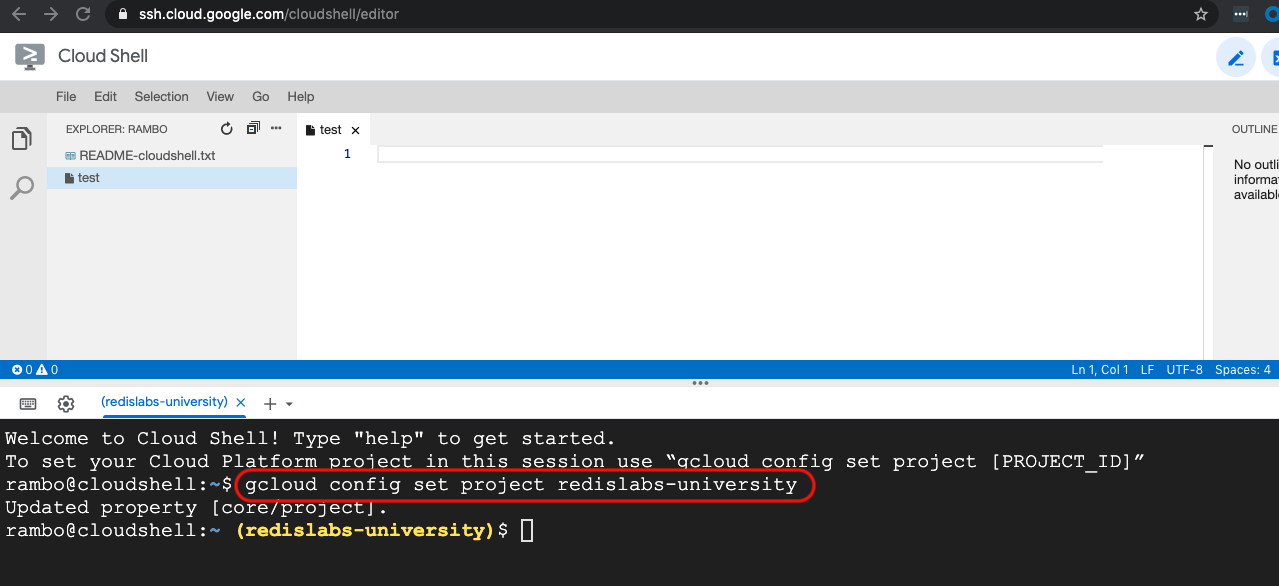 ssh.cloud.google.com/cloudshell/editor
Cloud Shell
File Edit Selection View Go Help
EXPLORER: RAMBO
test
OUTLINE
README-cloudshell.txt
1
test
No outli
informa
availabl
0 0
Ln 1, Col 1 LF UTF-8 Spaces: 4
(redislabs-university)
Welcome to Cloud Shell! Type "help" to get started.
To set your Cloud Platform project in this session use “gcloud config set project [PROJECT_ID]”
rambo@cloudshell:~$ gcloud config set project redislabs-university
Updated property [core/project].
rambo@cloudshell:~ (redislabs-university)$